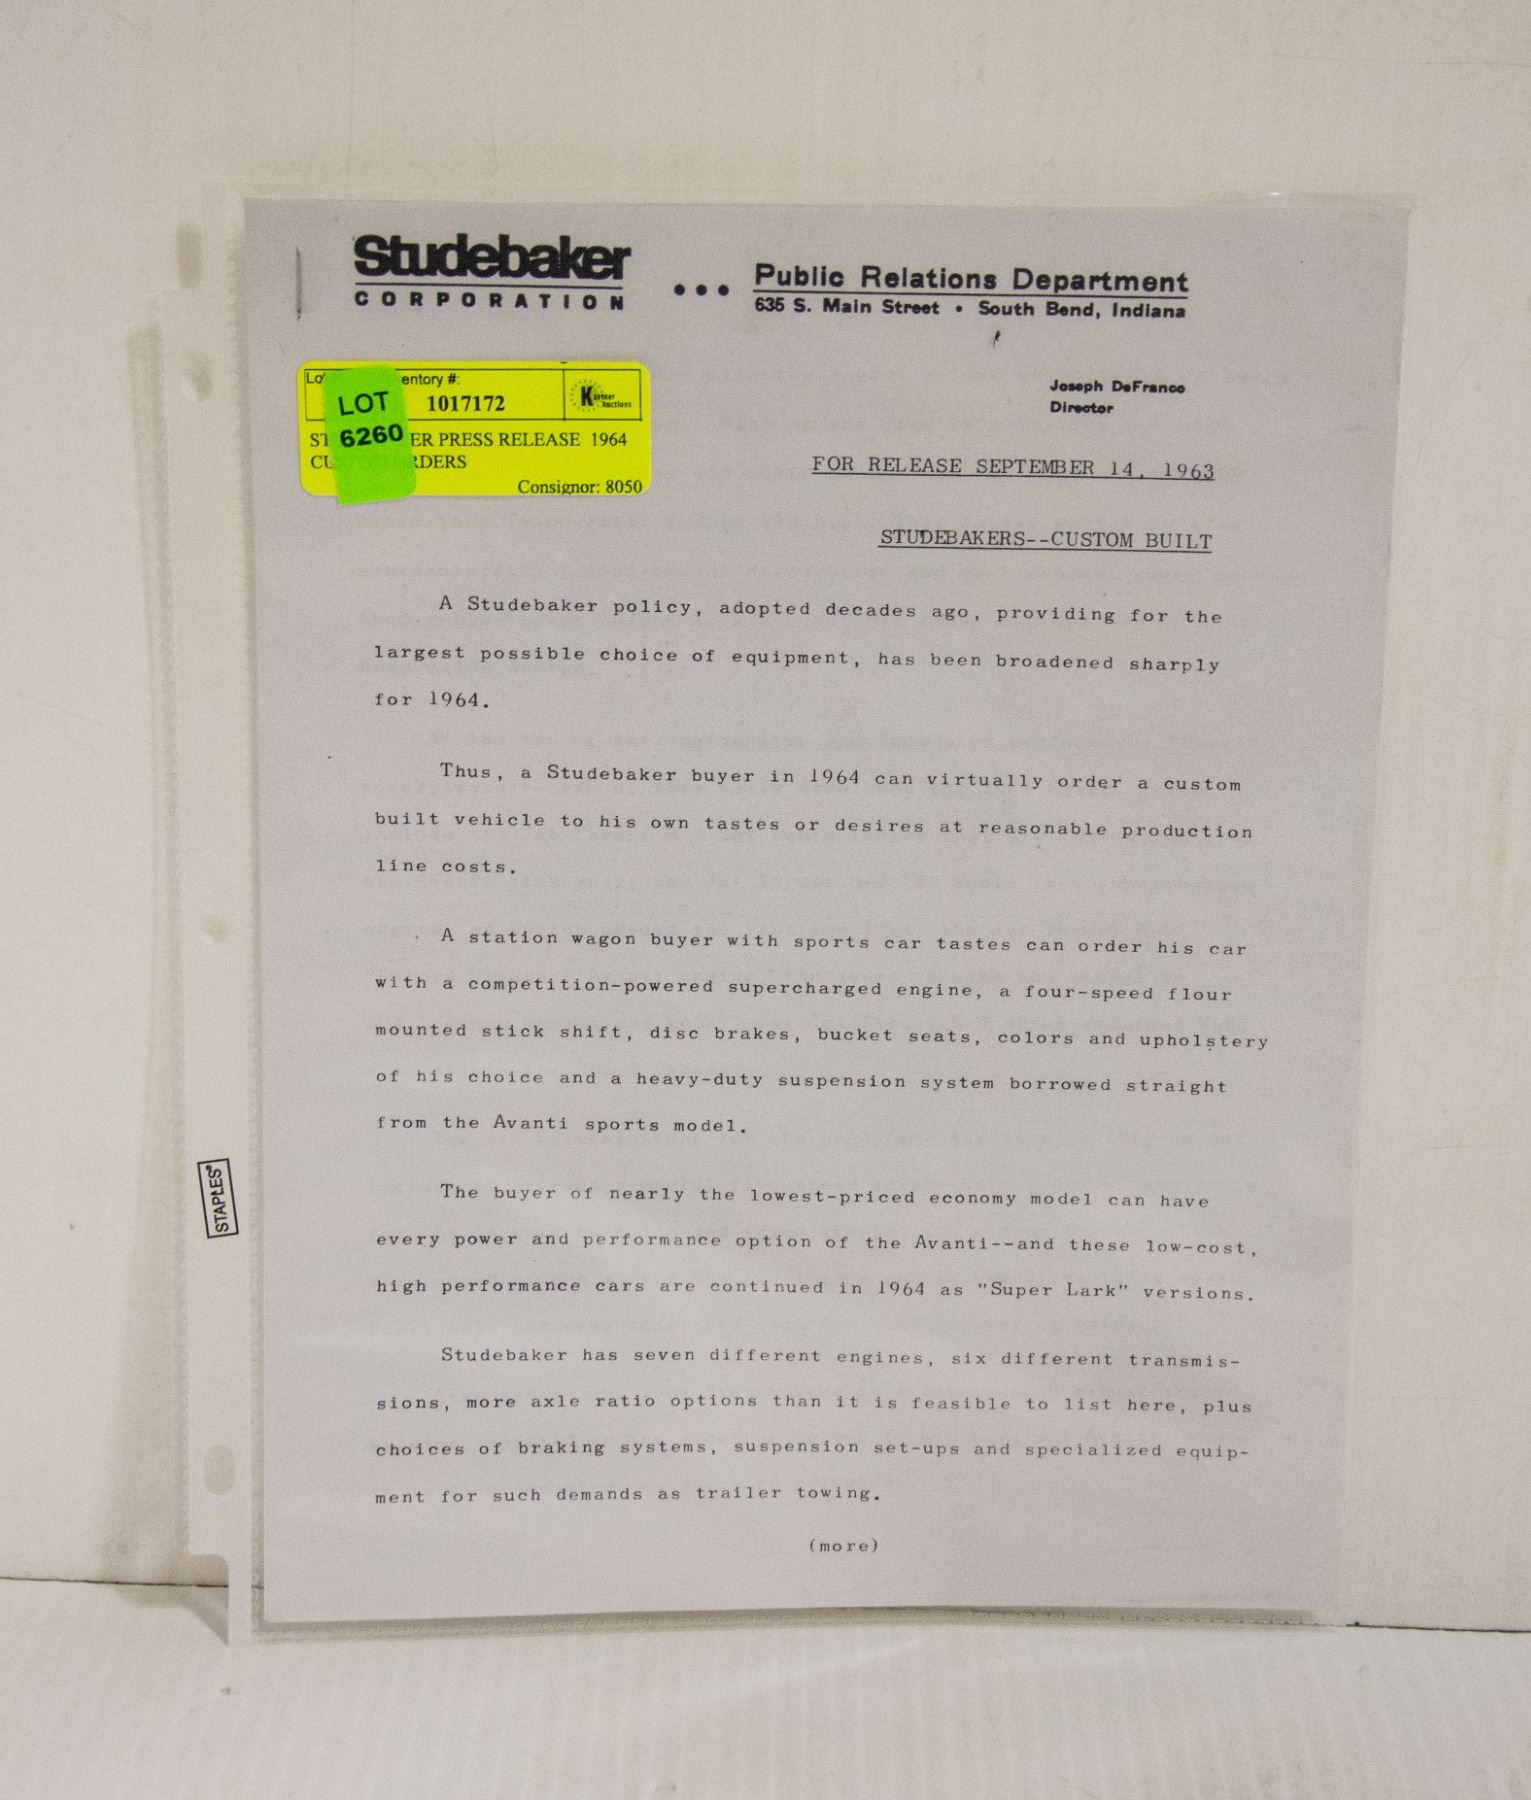 Studebaker
CORPORATION
••• Public Relations Department
635 S. Main Street • South Bend, Indiana
Joseph DeFranco
Director
entory #:
1017172
LOT
6260
ER PRESS RELEASE 1964
RDERS
Consignor: 8050
Auctions
FOR RELEASE SEPTEMBER 14, 1963
STUDEBAKERS--CUSTOM BUILT
A Studebaker policy, adopted decades ago, providing for the
largest possible choice of equipment, has been broadened sharply
for 1964.
Thus, a Studebaker buyer in 1964 can virtually order a custom
built vehicle to his own tastes or desires at reasonable production
line costs.
A station wagon buyer with sports car tastes can order his car
with a competition-powered supercharged engine, a four-speed flour
mounted stick shift, disc brakes, bucket seats, colors and upholstery
of his choice and a heavy-duty suspension system borrowed straight
from the Avanti sports model.
The buyer of nearly the lowest-priced economy model can have
every power and performance option of the Avanti--and these low-cost,
high performance cars are continued in 1964 as "Super Lark" versions.
Studebaker has seven different engines, six different transmis-
sions, more axle ratio options than it is feasible to list here, plus
choices of braking systems, suspension set-ups and specialized equip-
ment for such demands as trailer towing.
(more)
STAPLES